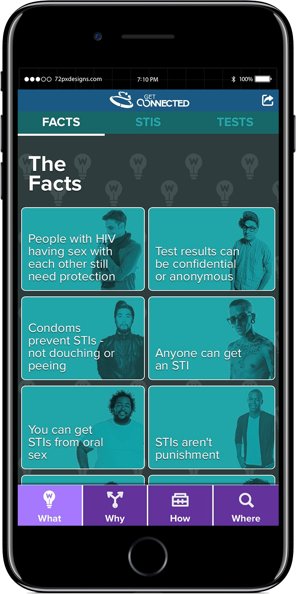 72pxdesigns.com 7:10 PM 100%
GET
CONNECTED
FACTS STIS TESTS
The
Facts
People with HIV
having sex with
each other still
need protection
Test results can
be confidential
or anonymous
Condoms
prevent STIs -
not douching or
peeing
Anyone can get
an STI
You can get
STIs from oral
sex
STIs aren't
punishment
What Why How Where